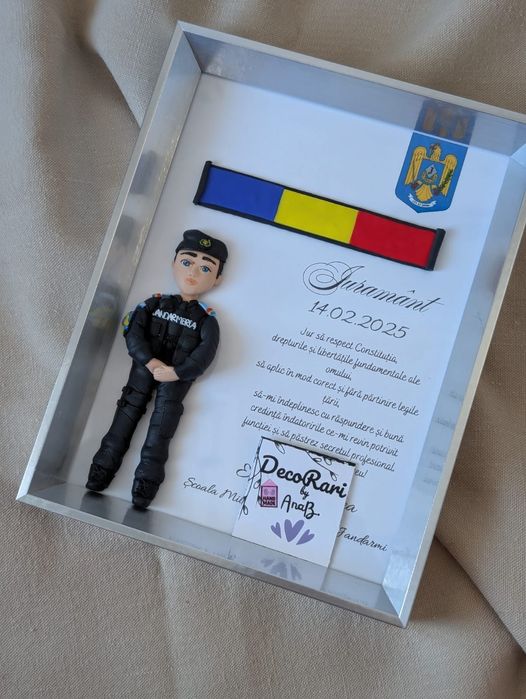 Jurământ
14.02.2025
Jur să respect Constituția,
drepturile și libertățile fundamentale ale
omului,
să aplic în mod corect și fără părtinire legile
țării,
să-mi îndeplinesc cu răspundere și bună
credință îndatoririle ce-mi revin potrivit
funcției și să păstrez secretul profesional
JANDARMERIA
DecoRari
by
AnaB.
HAND
MADE
Școala
Jandarmi